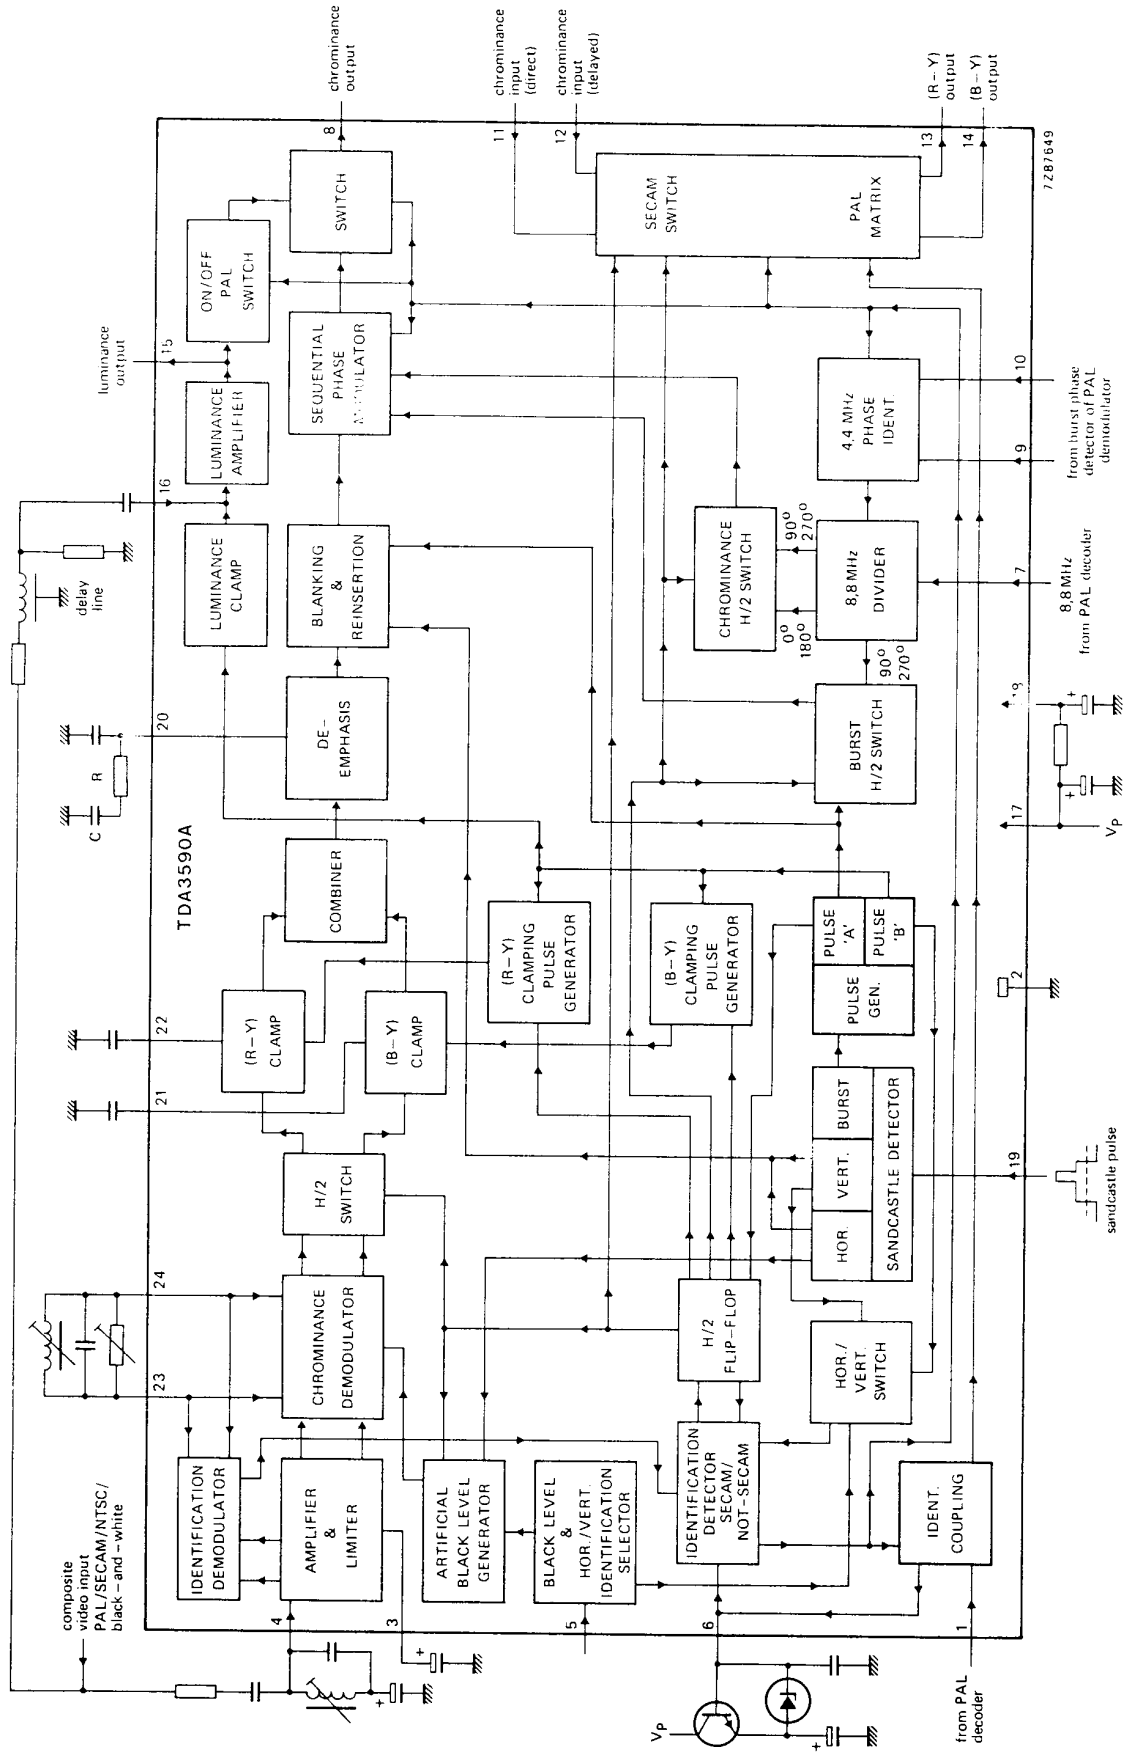 composite
video input
PAL/SECAM/NTSC/
black-and-white
delay
line
luminance
output
chrominance
output
chrominance
input
(direct)
chrominance
input
(delayed)
(R–Y)
output
(B–Y)
output
TDA3590A
C
R
23
24
21
22
20
16
15
8
11
12
13
14
4
3
5
6
1
19
2
17
18
7
9
10
IDENTIFICATION
DEMODULATOR
AMPLIFIER
&
LIMITER
CHROMINANCE
DEMODULATOR
H/2
SWITCH
(R–Y)
CLAMP
(B–Y)
CLAMP
COMBINER
DE-
EMPHASIS
LUMINANCE
CLAMP
BLANKING
&
REINSERTION
LUMINANCE
AMPLIFIER
SEQUENTIAL
PHASE
MODULATOR
ON/OFF
PAL
SWITCH
SWITCH
ARTIFICIAL
BLACK LEVEL
GENERATOR
BLACK LEVEL
&
HOR./VERT.
IDENTIFICATION
SELECTOR
(R–Y)
CLAMPING
PULSE
GENERATOR
(B–Y)
CLAMPING
PULSE
GENERATOR
SECAM
SWITCH
PAL
MATRIX
IDENTIFICATION
DETECTOR
SECAM/
NOT-SECAM
H/2
FLIP-FLOP
HOR./
VERT.
SWITCH
HOR.
VERT.
BURST
SANDCASTLE DETECTOR
PULSE
GEN.
PULSE
'A'
PULSE
'B'
BURST
H/2 SWITCH
CHROMINANCE
H/2 SWITCH
0°
180°
90°
270°
90°
270°
8,8 MHz
DIVIDER
4,4 MHz
PHASE
IDENT.
IDENT.
COUPLING
VP
from PAL
decoder
sandcastle pulse
VP
8,8 MHz
from PAL decoder
from burst phase
detector of PAL
demodulator
7Z87649
+
+
+
+
+